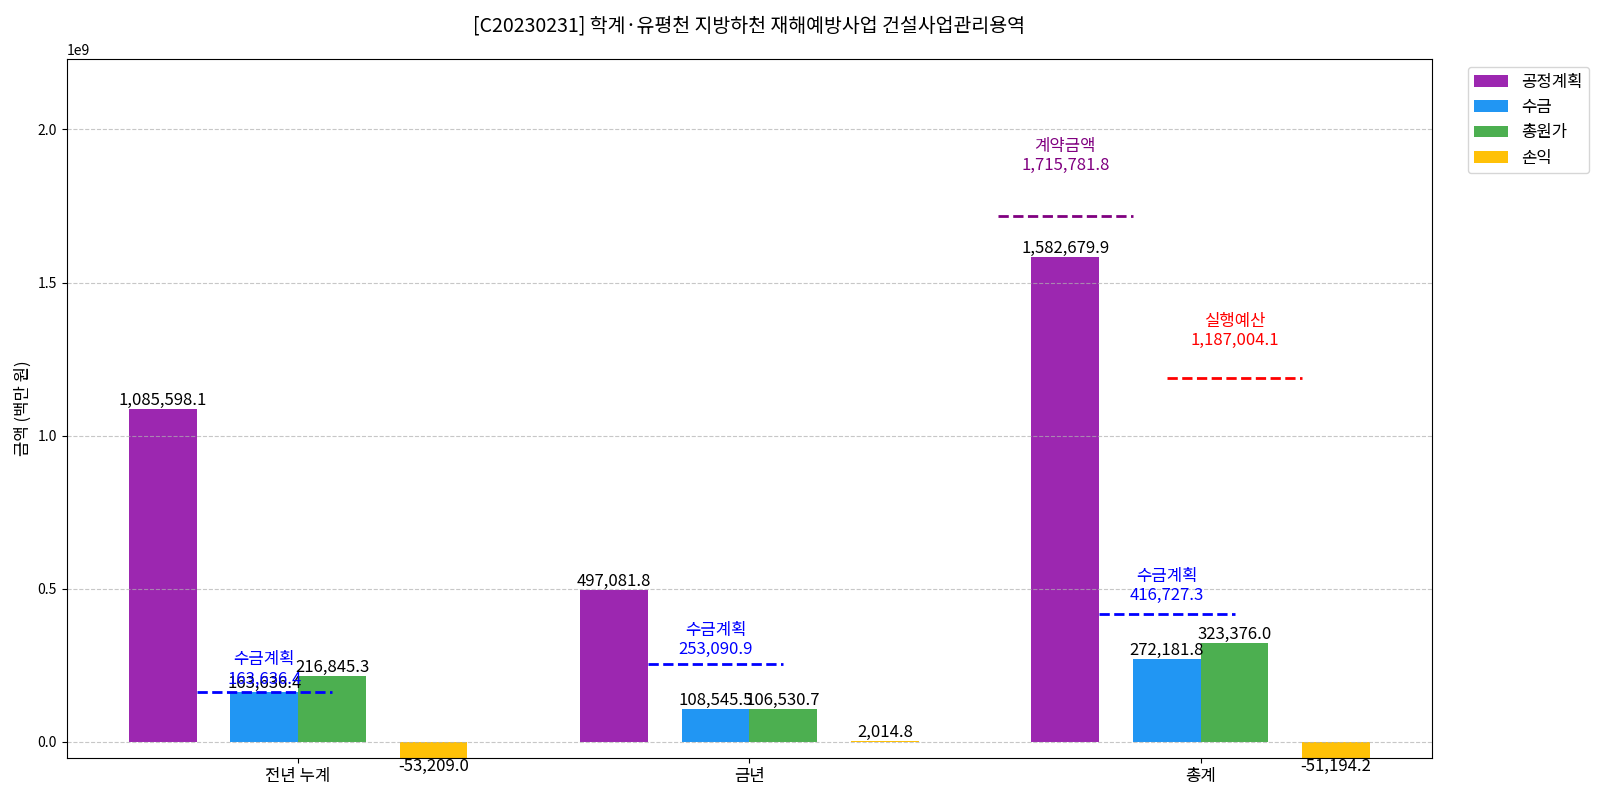 [C20230231] 학계·유평천 지방하천 재해예방사업 건설사업관리용역
1e9
공정계획
수금
총원가
손익
금액 (백만 원)
2.0
1.5
1.0
0.5
0.0
계약금액
1,715,781.8
1,582,679.9
실행예산
1,187,004.1
1,085,598.1
497,081.8
수금계획
416,727.3
수금계획
253,090.9
수금계획
163,636.4
163,636.4
216,845.3
323,376.0
272,181.8
108,545.5
106,530.7
2,014.8
-53,209.0
-51,194.2
전년 누계
금년
총계